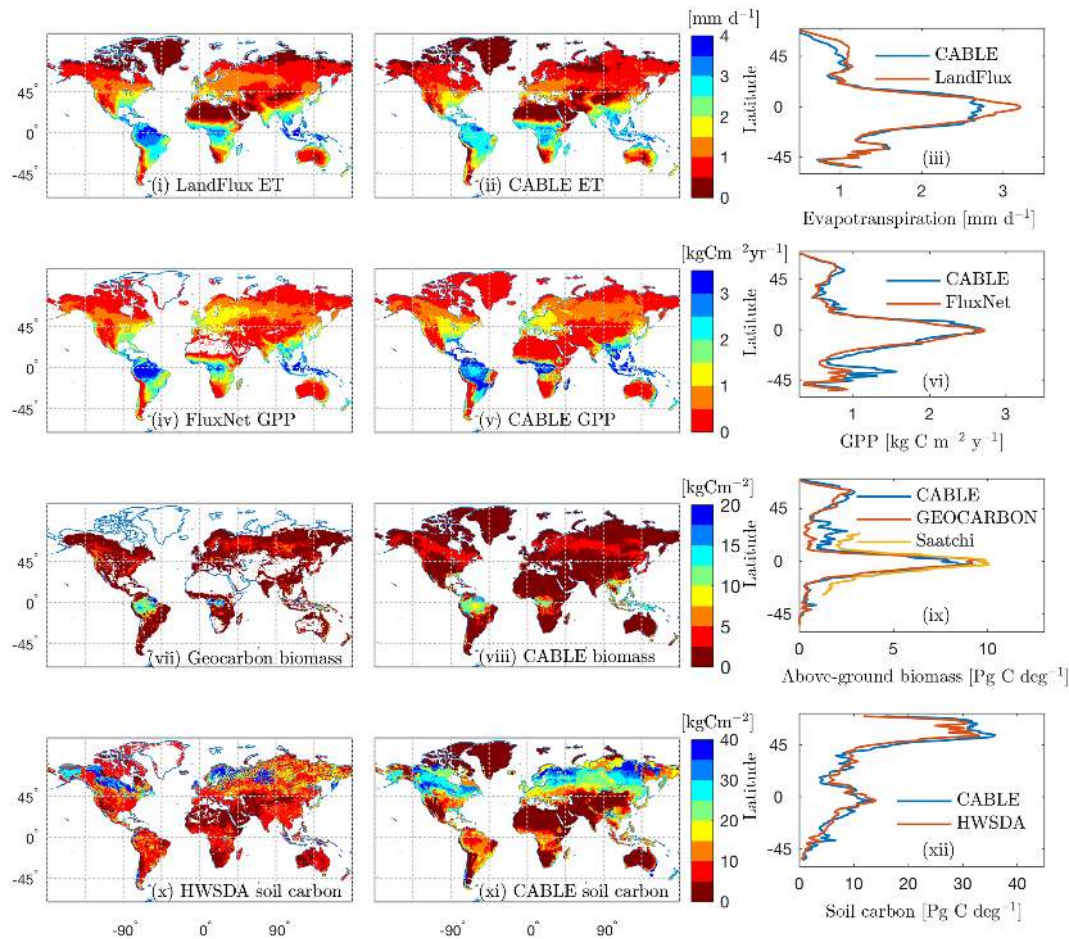 [mm d⁻¹]
4
3
2
1
0
45°
0°
-45°
(i) LandFlux ET
(ii) CABLE ET
Latitude
45
0
-45
CABLE
LandFlux
(iii)
1 2 3
Evapotranspiration [mm d⁻¹]
[kgCm⁻²yr⁻¹]
3
2
1
0
45°
0°
-45°
(iv) FluxNet GPP
(v) CABLE GPP
Latitude
45
0
-45
CABLE
FluxNet
(vi)
1 2 3
GPP [kg C m⁻² y⁻¹]
[kgCm⁻²]
20
15
10
5
0
45°
0°
-45°
(vii) Geocarbon biomass
(viii) CABLE biomass
Latitude
45
0
-45
CABLE
GEOCARBON
Saatchi
(ix)
0 5 10
Above-ground biomass [Pg C deg⁻¹]
[kgCm⁻²]
40
30
20
10
0
45°
0°
-45°
(x) HWSDA soil carbon
(xi) CABLE soil carbon
-90° 0° 90°
-90° 0° 90°
Latitude
45
0
-45
CABLE
HWSDA
(xii)
0 10 20 30 40
Soil carbon [Pg C deg⁻¹]